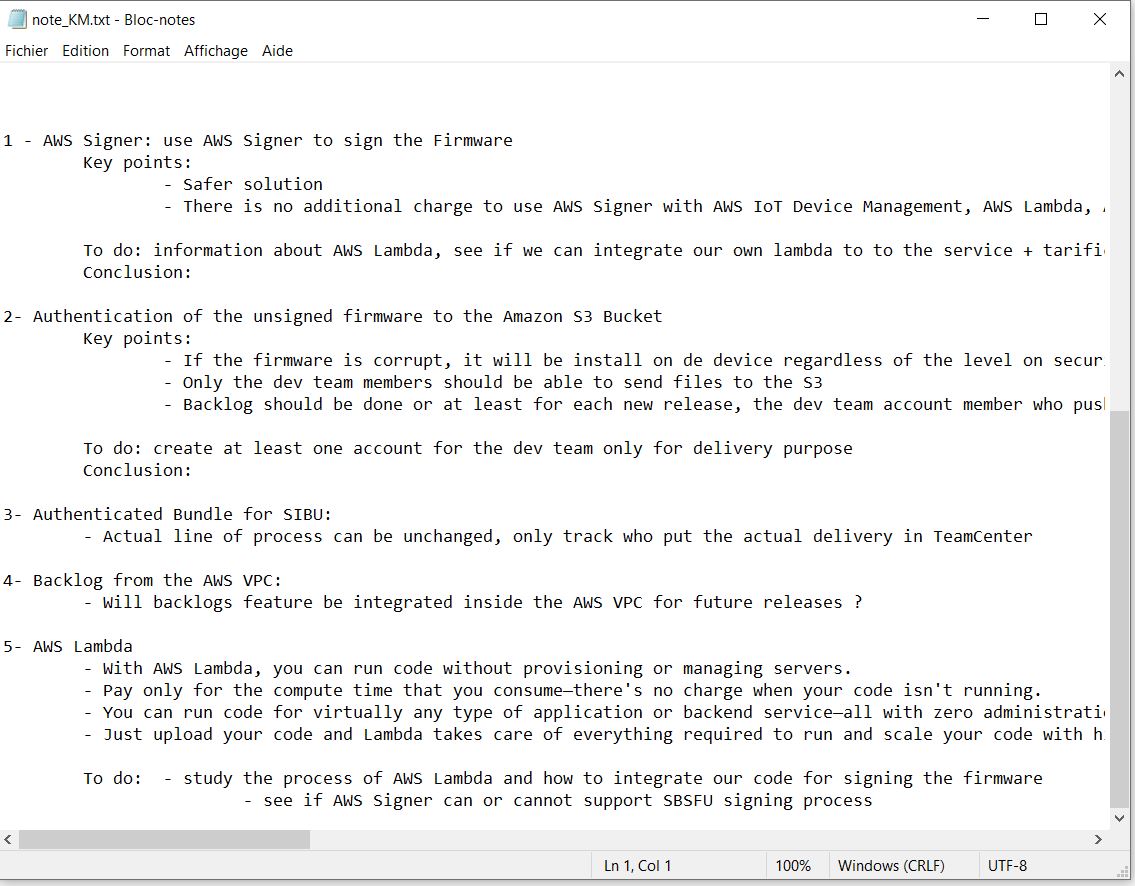 note_KM.txt - Bloc-notes
Fichier Edition Format Affichage Aide
1 - AWS Signer: use AWS Signer to sign the Firmware
Key points:
- Safer solution
- There is no additional charge to use AWS Signer with AWS IoT Device Management, AWS Lambda,
To do: information about AWS Lambda, see if we can integrate our own lambda to to the service + tarifi
Conclusion:
2- Authentication of the unsigned firmware to the Amazon S3 Bucket
Key points:
- If the firmware is corrupt, it will be install on de device regardless of the level on secur
- Only the dev team members should be able to send files to the S3
- Backlog should be done or at least for each new release, the dev team account member who pus
To do: create at least one account for the dev team only for delivery purpose
Conclusion:
3- Authenticated Bundle for SIBU:
- Actual line of process can be unchanged, only track who put the actual delivery in TeamCenter
4- Backlog from the AWS VPC:
- Will backlogs feature be integrated inside the AWS VPC for future releases ?
5- AWS Lambda
- With AWS Lambda, you can run code without provisioning or managing servers.
- Pay only for the compute time that you consume—there's no charge when your code isn't running.
- You can run code for virtually any type of application or backend service—all with zero administrati
- Just upload your code and Lambda takes care of everything required to run and scale your code with h
To do: - study the process of AWS Lambda and how to integrate our code for signing the firmware
- see if AWS Signer can or cannot support SBSFU signing process
Ln 1, Col 1 100% Windows (CRLF) UTF-8